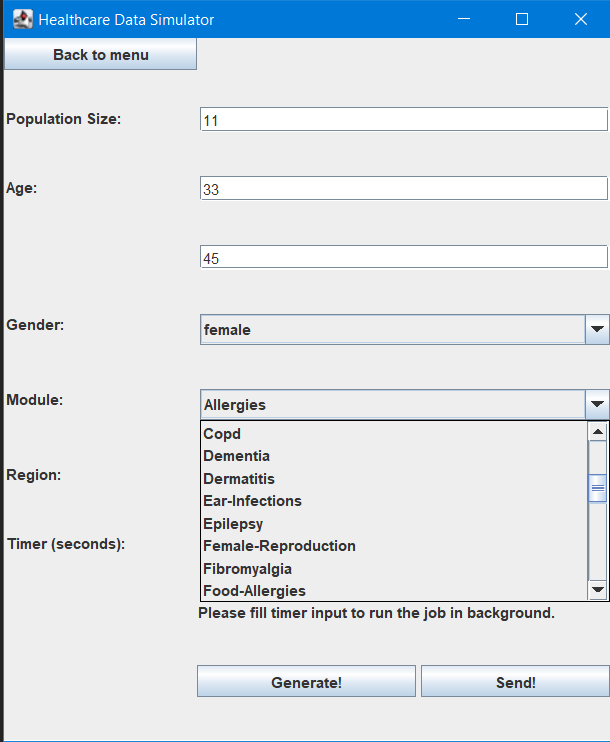 Healthcare Data Simulator
Back to menu
Population Size: 11
Age: 33
45
Gender: female
Module: Allergies
Copd
Dementia
Dermatitis
Region:
Ear-Infections
Epilepsy
Timer (seconds):
Female-Reproduction
Fibromyalgia
Food-Allergies
Please fill timer input to run the job in background.
Generate! Send!